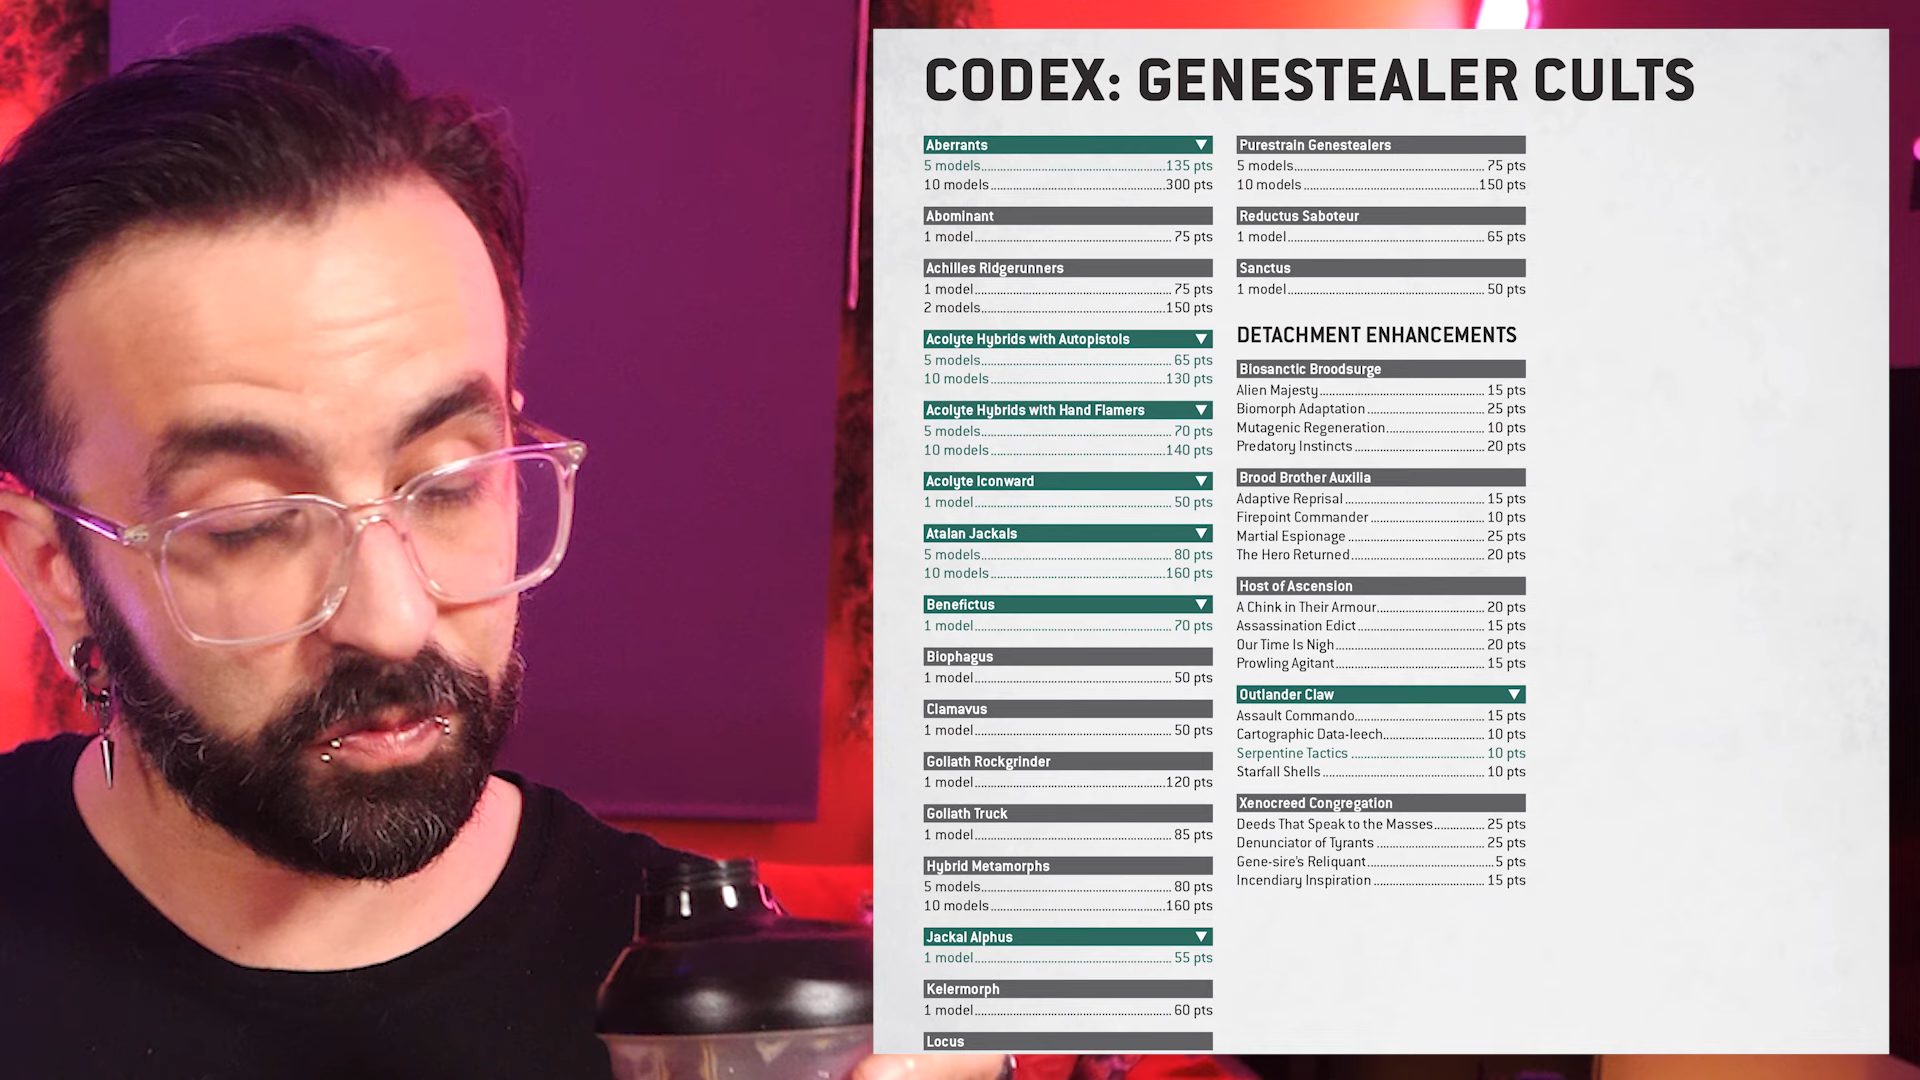 CODEX: GENESTEALER CULTS
Aberrants ▼
5 models 135 pts
10 models 300 pts
Abominant
1 model 75 pts
Achilles Ridgerunners
1 model 75 pts
2 models 150 pts
Acolyte Hybrids with Autopistols ▼
5 models 65 pts
10 models 130 pts
Acolyte Hybrids with Hand Flamers ▼
5 models 70 pts
10 models 140 pts
Acolyte Iconward ▼
1 model 50 pts
Atalan Jackals ▼
5 models 80 pts
10 models 160 pts
Benefictus ▼
1 model 70 pts
Biophagus
1 model 50 pts
Clamavus
1 model 50 pts
Goliath Rockgrinder
1 model 120 pts
Goliath Truck
1 model 85 pts
Hybrid Metamorphs
5 models 80 pts
10 models 160 pts
Jackal Alphus ▼
1 model 55 pts
Kelermorph
1 model 60 pts
Locus
Purestrain Genestealers
5 models 75 pts
10 models 150 pts
Reductus Saboteur
1 model 65 pts
Sanctus
1 model 50 pts
DETACHMENT ENHANCEMENTS
Biosanctic Broodsurge
Alien Majesty 15 pts
Biomorph Adaptation 25 pts
Mutagenic Regeneration 10 pts
Predatory Instincts 20 pts
Brood Brother Auxilia
Adaptive Reprisal 15 pts
Firepoint Commander 10 pts
Martial Espionage 25 pts
The Hero Returned 20 pts
Host of Ascension
A Chink in Their Armour 20 pts
Assassination Edict 15 pts
Our Time Is Nigh 20 pts
Prowling Agitant 15 pts
Outlander Claw ▼
Assault Commando 15 pts
Cartographic Data-leech 10 pts
Serpentine Tactics 10 pts
Starfall Shells 10 pts
Xenocreed Congregation
Deeds That Speak to the Masses 25 pts
Denunciator of Tyrants 25 pts
Gene-sire's Reliquant 5 pts
Incendiary Inspiration 15 pts